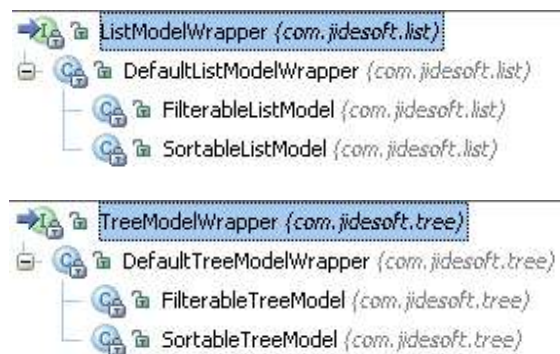 ListModelWrapper (com.jidesoft.list)
DefaultListModelWrapper (com.jidesoft.list)
FilterableListModel (com.jidesoft.list)
SortableListModel (com.jidesoft.list)
TreeModelWrapper (com.jidesoft.tree)
DefaultTreeModelWrapper (com.jidesoft.tree)
FilterableTreeModel (com.jidesoft.tree)
SortableTreeModel (com.jidesoft.tree)